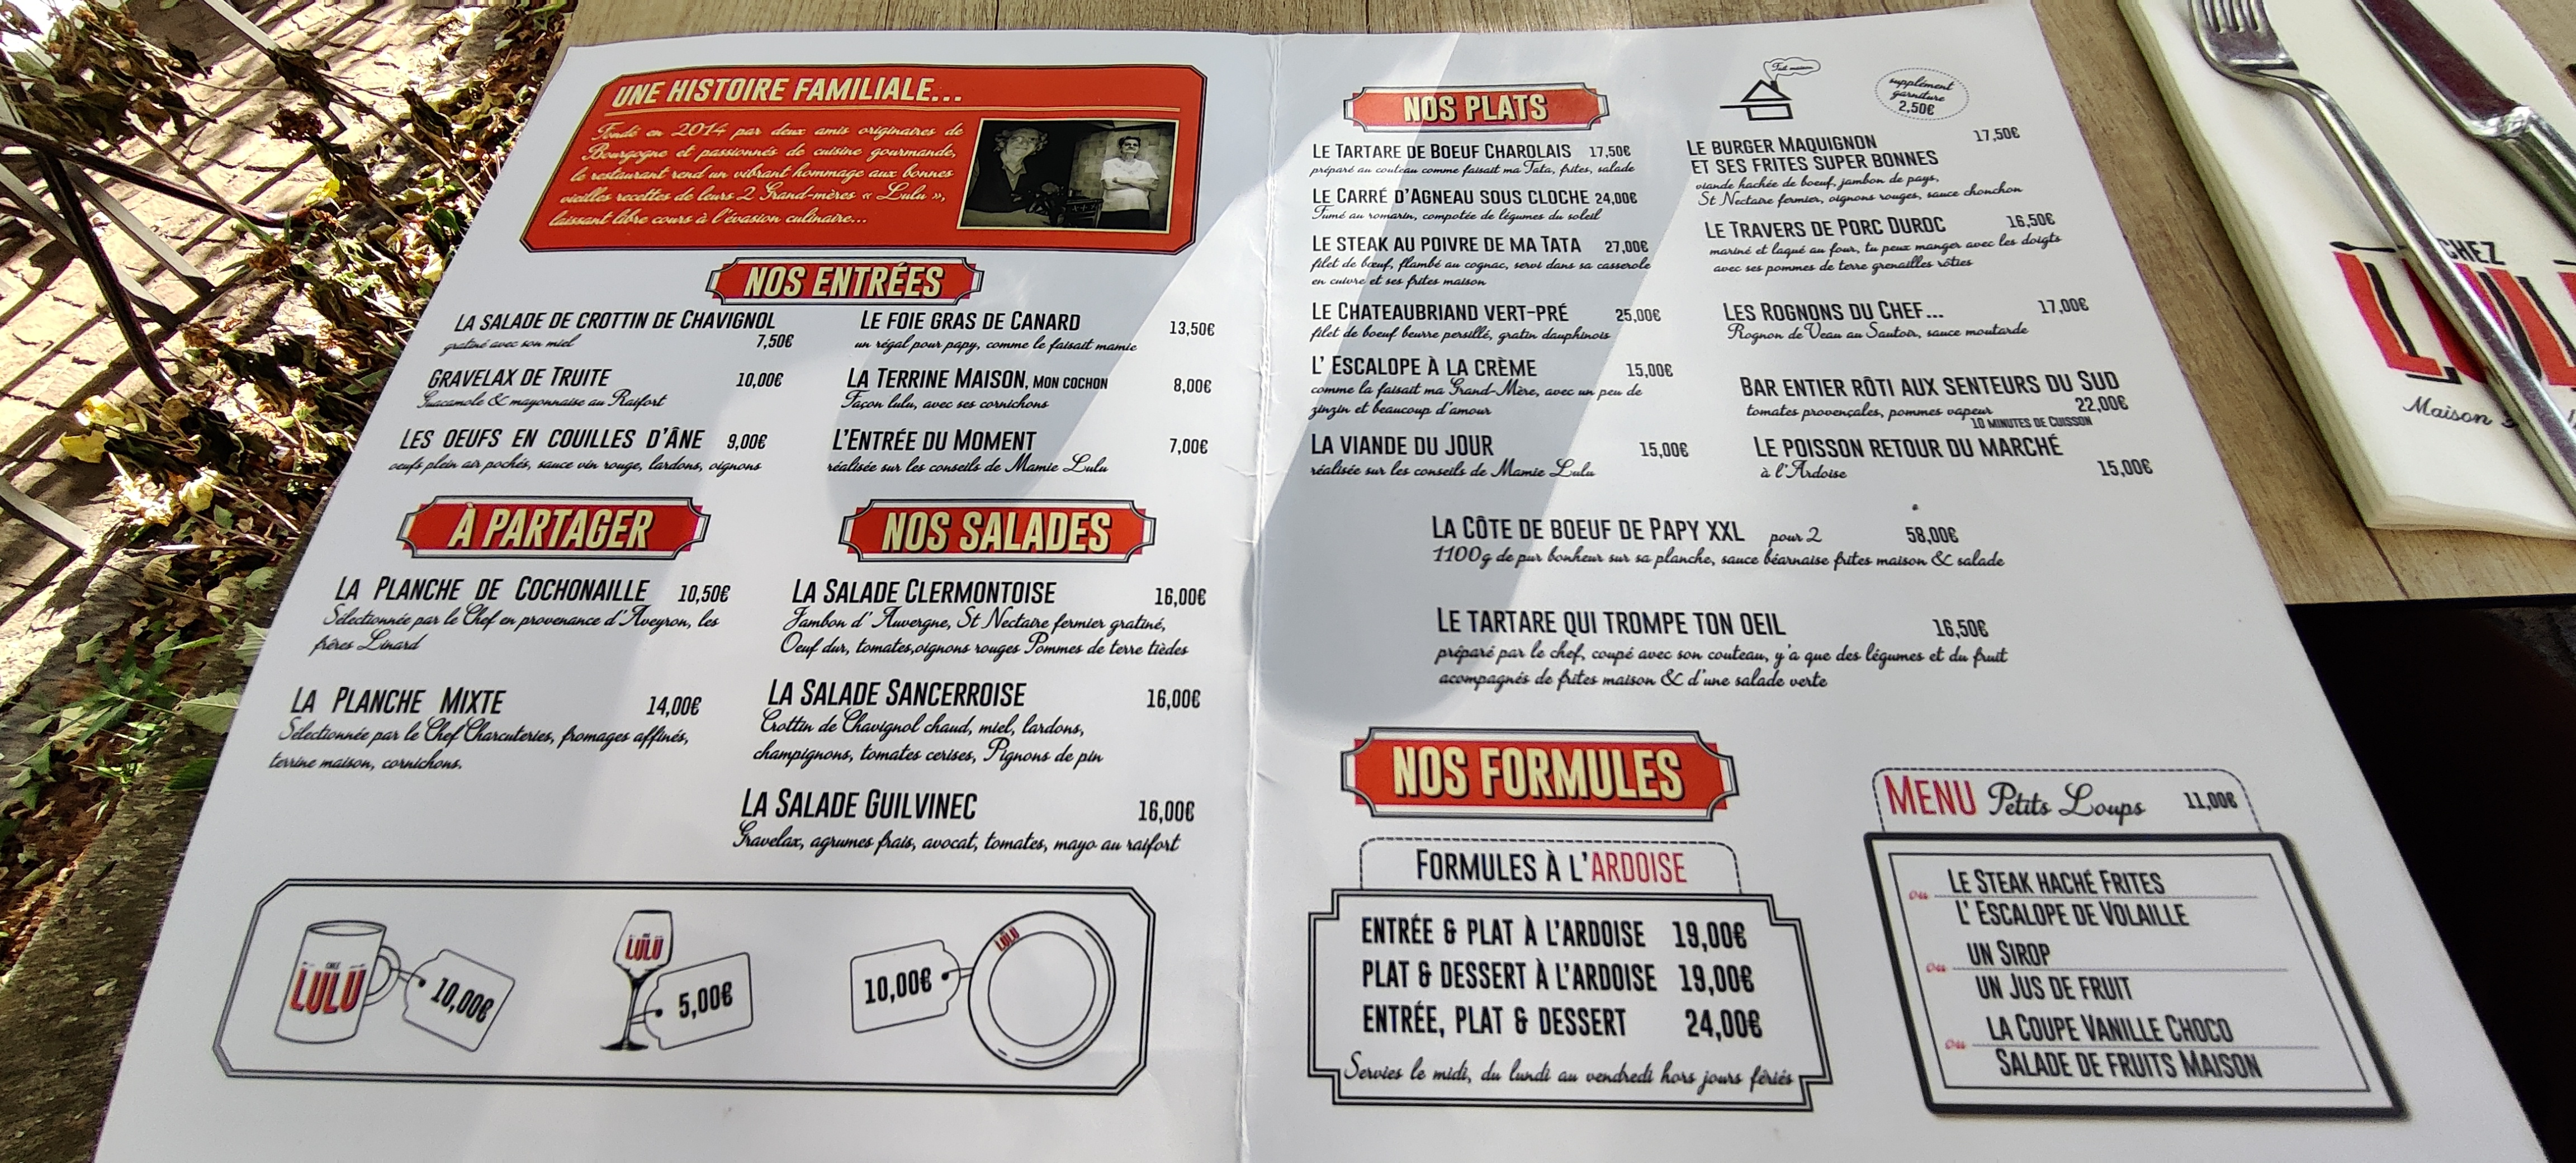 UNE HISTOIRE FAMILIALE...
Fondé en 2014 par deux amis originaires de
Bourgogne et passionnés de cuisine gourmande,
le restaurant rend un vibrant hommage aux bonnes
vieilles recettes de leurs 2 Grand-mères « Lulu »,
laissant libre cours à l'évasion culinaire...
NOS ENTRÉES
LA SALADE DE CROTTIN DE CHAVIGNOL
gratiné avec son miel 7,50€
GRAVELAX DE TRUITE 10,00€
Guacamole & mayonnaise au Raifort
LES OEUFS EN COUILLES D'ÂNE 9,00€
oeufs plein air pochés, sauce vin rouge, lardons, oignons
LE FOIE GRAS DE CANARD 13,50€
un régal pour papy, comme le faisait mamie
LA TERRINE MAISON, MON COCHON 8,00€
Façon lulu, avec ses cornichons
L'ENTRÉE DU MOMENT 7,00€
réalisée sur les conseils de Mamie Lulu
À PARTAGER
LA PLANCHE DE COCHONAILLE 10,50€
Sélectionnée par le Chef en provenance d'Aveyron, les
frères Linard
LA PLANCHE MIXTE 14,00€
Sélectionnée par le Chef Charcuteries, fromages affinés,
terrine maison, cornichons.
NOS SALADES
LA SALADE CLERMONTOISE 16,00€
Jambon d' Auvergne, St Nectaire fermier gratiné,
Oeuf dur, tomates,oignons rouges Pommes de terre tièdes
LA SALADE SANCERROISE 16,00€
Crottin de Chavignol chaud, miel, lardons,
champignons, tomates cerises, Pignons de pin
LA SALADE GUILVINEC 16,00€
Gravelax, agrumes frais, avocat, tomates, mayo au raifort
CHEZ
LULU
10,00€
LULU
5,00€
10,00€
LULU
NOS PLATS
Fait maison
supplément
garniture
2,50€
LE TARTARE DE BOEUF CHAROLAIS 17,50€
préparé au couteau comme faisait ma Tata, frites, salade
LE CARRÉ D'AGNEAU SOUS CLOCHE 24,00€
Fumé au romarin, compotée de légumes du soleil
LE STEAK AU POIVRE DE MA TATA 27,00€
filet de bœuf, flambé au cognac, servi dans sa casserole
en cuivre et ses frites maison
LE CHATEAUBRIAND VERT-PRÉ 25,00€
filet de boeuf beurre persillé, gratin dauphinois
L' ESCALOPE À LA CRÈME 15,00€
comme la faisait ma Grand-Mère, avec un peu de
zinzin et beaucoup d'amour
LA VIANDE DU JOUR 15,00€
réalisée sur les conseils de Mamie Lulu
LE BURGER MAQUIGNON 17,50€
ET SES FRITES SUPER BONNES
viande hachée de boeuf, jambon de pays,
St Nectaire fermier, oignons rouges, sauce chonchon
LE TRAVERS DE PORC DUROC 16,50€
mariné et laqué au four, tu peux manger avec les doigts
avec ses pommes de terre grenailles rôties
LES ROGNONS DU CHEF... 17,00€
Rognon de Veau au Sautoir, sauce moutarde
BAR ENTIER RÔTI AUX SENTEURS DU SUD
tomates provençales, pommes vapeur 22,00€
10 MINUTES DE CUISSON
LE POISSON RETOUR DU MARCHÉ
à l'Ardoise 15,00€
LA CÔTE DE BOEUF DE PAPY XXL pour 2 58,00€
1100g de pur bonheur sur sa planche, sauce béarnaise frites maison & salade
LE TARTARE QUI TROMPE TON OEIL 16,50€
préparé par le chef, coupé avec son couteau, y'a que des légumes et du fruit
acompagnés de frites maison & d'une salade verte
NOS FORMULES
FORMULES À L'ARDOISE
ENTRÉE & PLAT À L'ARDOISE 19,00€
PLAT & DESSERT À L'ARDOISE 19,00€
ENTRÉE, PLAT & DESSERT 24,00€
Servies le midi, du lundi au vendredi hors jours fériés
MENU Petits Loups 11,00€
LE STEAK HACHÉ FRITES
ou
L' ESCALOPE DE VOLAILLE
UN SIROP
ou
UN JUS DE FRUIT
LA COUPE VANILLE CHOCO
ou
SALADE DE FRUITS MAISON
CHEZ
LULU
Maison